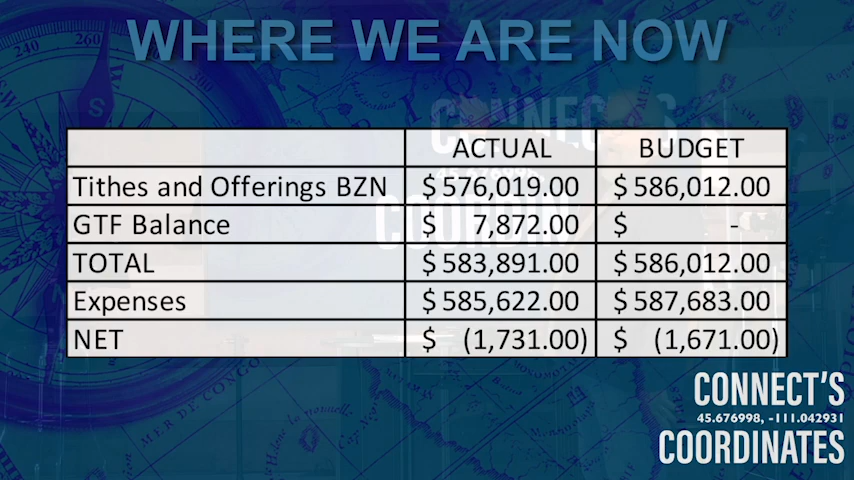 WHERE WE ARE NOW
ACTUAL BUDGET
Tithes and Offerings BZN $ 576,019.00 $ 586,012.00
GTF Balance $ 7,872.00 $ -
TOTAL $ 583,891.00 $ 586,012.00
Expenses $ 585,622.00 $ 587,683.00
NET $ (1,731.00) $ (1,671.00)
CONNECT'S
45.676998, -111.042931
COORDINATES